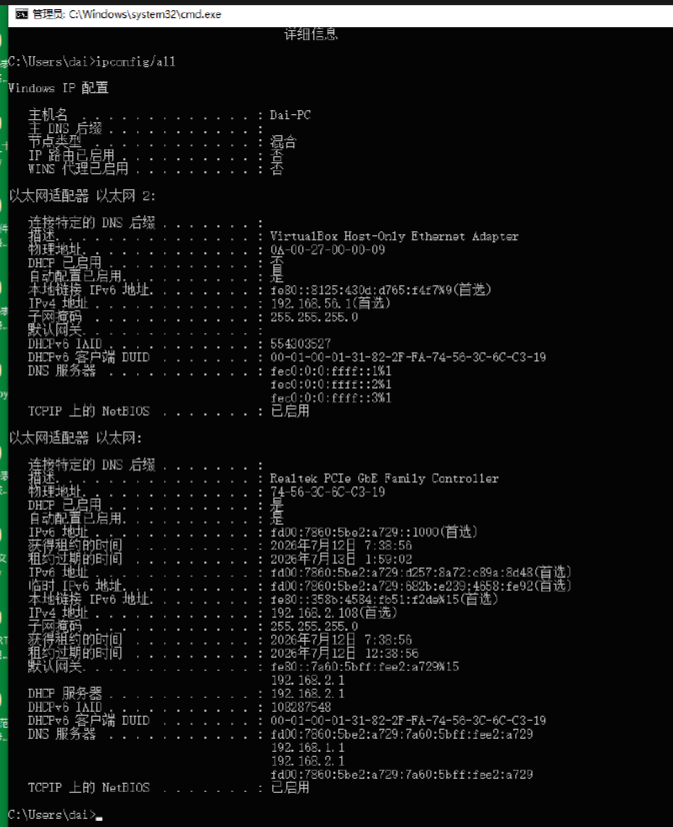 管理员: C:\Windows\system32\cmd.exe
详细信息
C:\Users\dai>ipconfig/all
Windows IP 配置
主机名 . . . . . . . . . . . . . : Dai-PC
主 DNS 后缀 . . . . . . . . . . . :
节点类型 . . . . . . . . . . . . : 混合
IP 路由已启用 . . . . . . . . . . : 否
WINS 代理已启用 . . . . . . . . . : 否
以太网适配器 以太网 2:
连接特定的 DNS 后缀 . . . . . . . :
描述. . . . . . . . . . . . . . . : VirtualBox Host-Only Ethernet Adapter
物理地址. . . . . . . . . . . . . : 0A-00-27-00-00-09
DHCP 已启用 . . . . . . . . . . . : 否
自动配置已启用. . . . . . . . . . : 是
本地链接 IPv6 地址. . . . . . . . : fe80::8125:430d:d765:f4f7%9(首选)
IPv4 地址 . . . . . . . . . . . . : 192.168.56.1(首选)
子网掩码 . . . . . . . . . . . . : 255.255.255.0
默认网关. . . . . . . . . . . . . :
DHCPv6 IAID . . . . . . . . . . . : 554303527
DHCPv6 客户端 DUID . . . . . . . : 00-01-00-01-31-82-2F-FA-74-56-3C-6C-C3-19
DNS 服务器 . . . . . . . . . . . : fec0:0:0:ffff::1%1
fec0:0:0:ffff::2%1
fec0:0:0:ffff::3%1
TCPIP 上的 NetBIOS . . . . . . . : 已启用
以太网适配器 以太网:
连接特定的 DNS 后缀 . . . . . . . :
描述. . . . . . . . . . . . . . . : Realtek PCIe GbE Family Controller
物理地址. . . . . . . . . . . . . : 74-56-3C-6C-C3-19
DHCP 已启用 . . . . . . . . . . . : 是
自动配置已启用. . . . . . . . . . : 是
IPv6 地址 . . . . . . . . . . . . : fd00:7860:5be2:a729::1000(首选)
获得租约的时间 . . . . . . . . . : 2026年7月12日 7:38:56
租约过期的时间 . . . . . . . . . : 2026年7月13日 1:59:02
IPv6 地址 . . . . . . . . . . . . : fd00:7860:5be2:a729:d257:8a72:c89a:8d48(首选)
临时 IPv6 地址. . . . . . . . . . : fd00:7860:5be2:a729:682b:e239:4658:fe92(首选)
本地链接 IPv6 地址. . . . . . . . : fe80::358b:4584:fb51:f2de%15(首选)
IPv4 地址 . . . . . . . . . . . . : 192.168.2.108(首选)
子网掩码 . . . . . . . . . . . . : 255.255.255.0
获得租约的时间 . . . . . . . . . : 2026年7月12日 7:38:56
租约过期的时间 . . . . . . . . . : 2026年7月12日 12:38:56
默认网关. . . . . . . . . . . . . : fe80::7a60:5bff:fee2:a729%15
192.168.2.1
DHCP 服务器 . . . . . . . . . . . : 192.168.2.1
DHCPv6 IAID . . . . . . . . . . . : 108287548
DHCPv6 客户端 DUID . . . . . . . : 00-01-00-01-31-82-2F-FA-74-56-3C-6C-C3-19
DNS 服务器 . . . . . . . . . . . : fd00:7860:5be2:a729:7a60:5bff:fee2:a729
192.168.1.1
192.168.2.1
fd00:7860:5be2:a729:7a60:5bff:fee2:a729
TCPIP 上的 NetBIOS . . . . . . . : 已启用
C:\Users\dai>